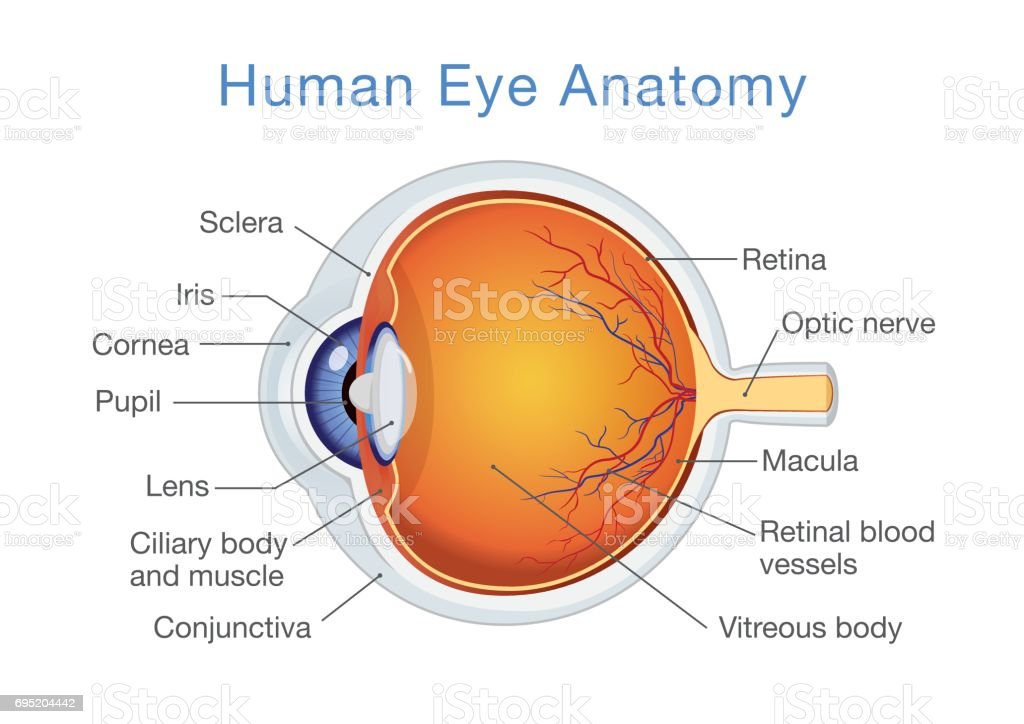 Human Eye Anatomy
Sclera
Iris
Cornea
Pupil
Lens
Ciliary body
and muscle
Conjunctiva
Retina
Optic nerve
Macula
Retinal blood
vessels
Vitreous body
iStock
by Getty Images™
695204442